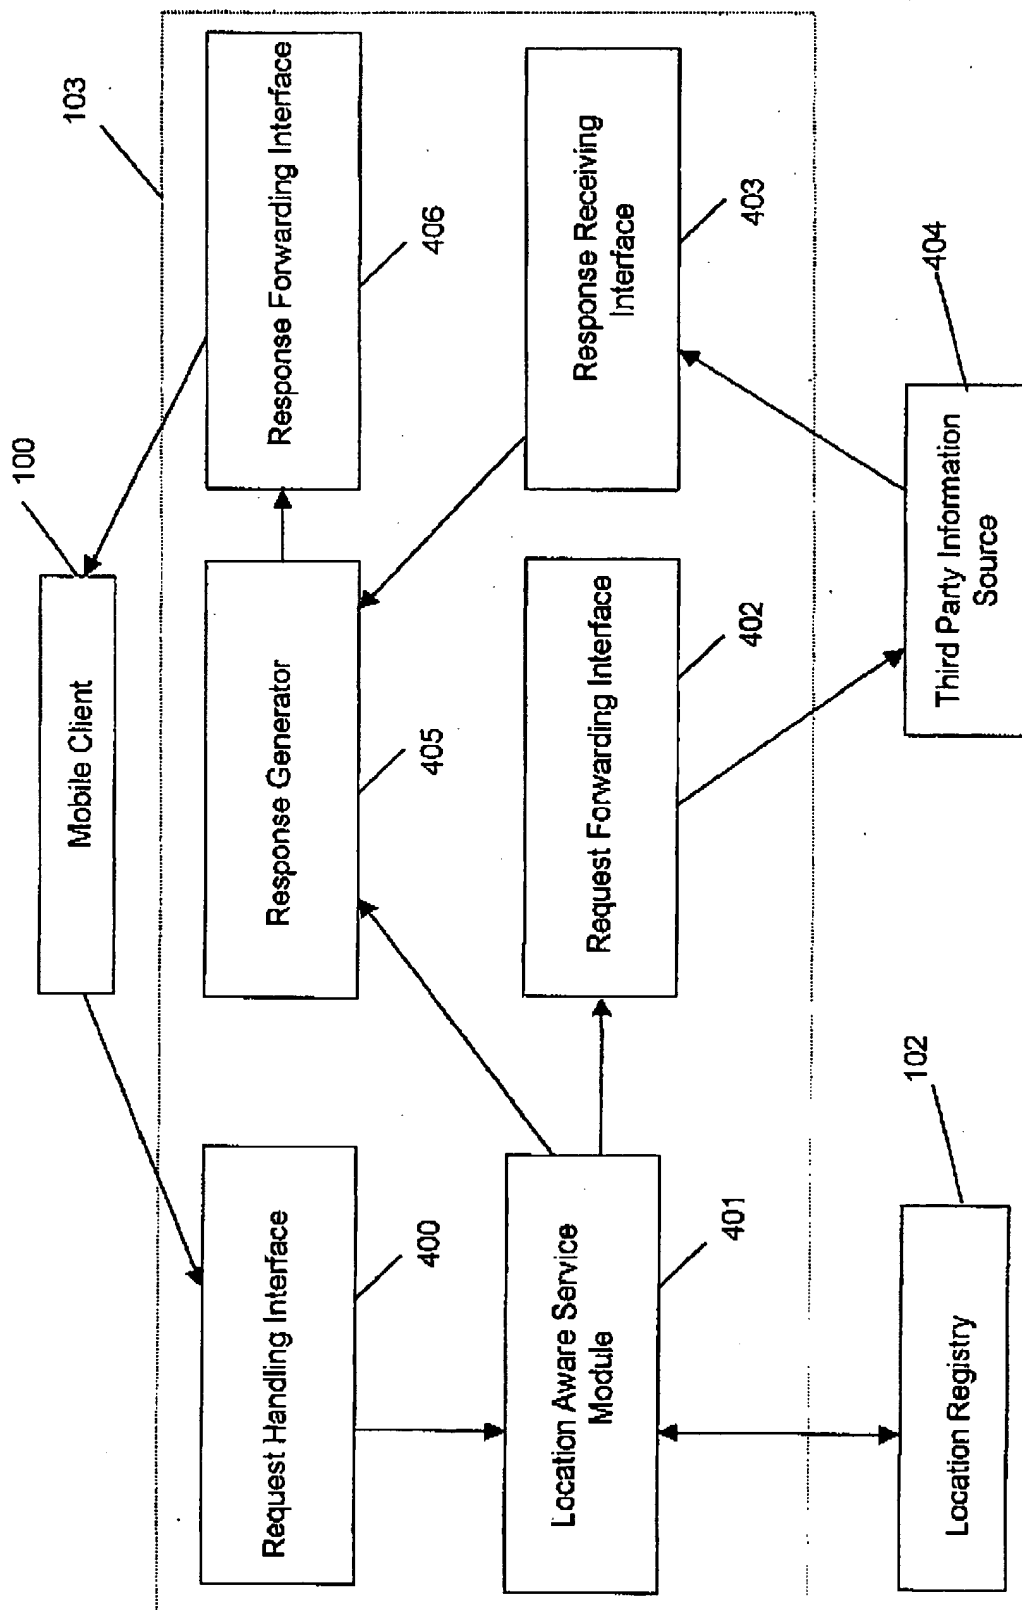 103
100
Mobile Client
Request Handling Interface
400
Response Generator
405
Response Forwarding Interface
406
Location Aware Service
Module
401
Request Forwarding Interface
402
Response Receiving
Interface
403
Location Registry
102
Third Party Information
Source
404